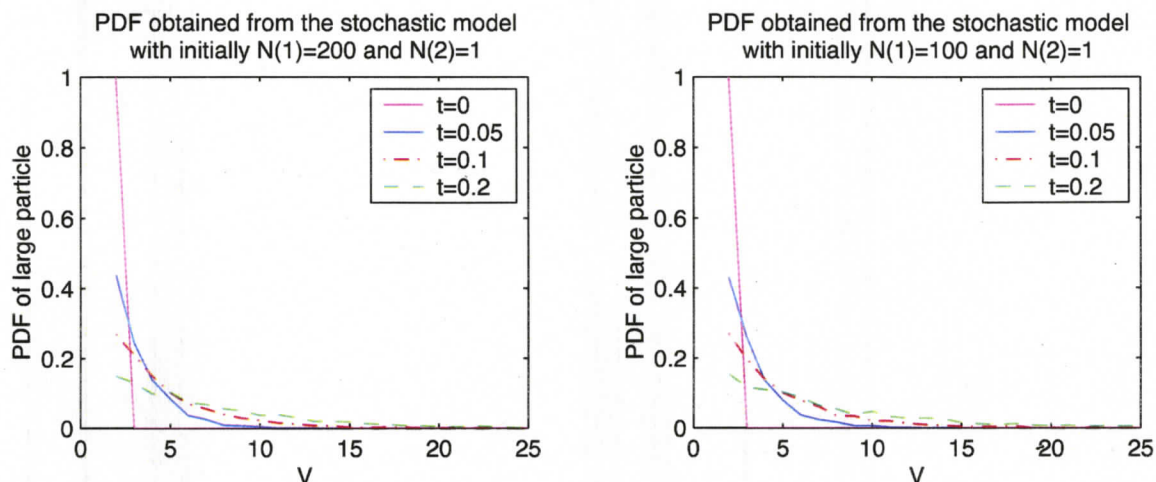 PDF obtained from the stochastic model
with initially N(1)=200 and N(2)=1
PDF of large particle
1
0.8
0.6
0.4
0.2
0
0
5
10
15
20
25
V
t=0
t=0.05
t=0.1
t=0.2
PDF obtained from the stochastic model
with initially N(1)=100 and N(2)=1
PDF of large particle
1
0.8
0.6
0.4
0.2
0
0
5
10
15
20
25
V
t=0
t=0.05
t=0.1
t=0.2